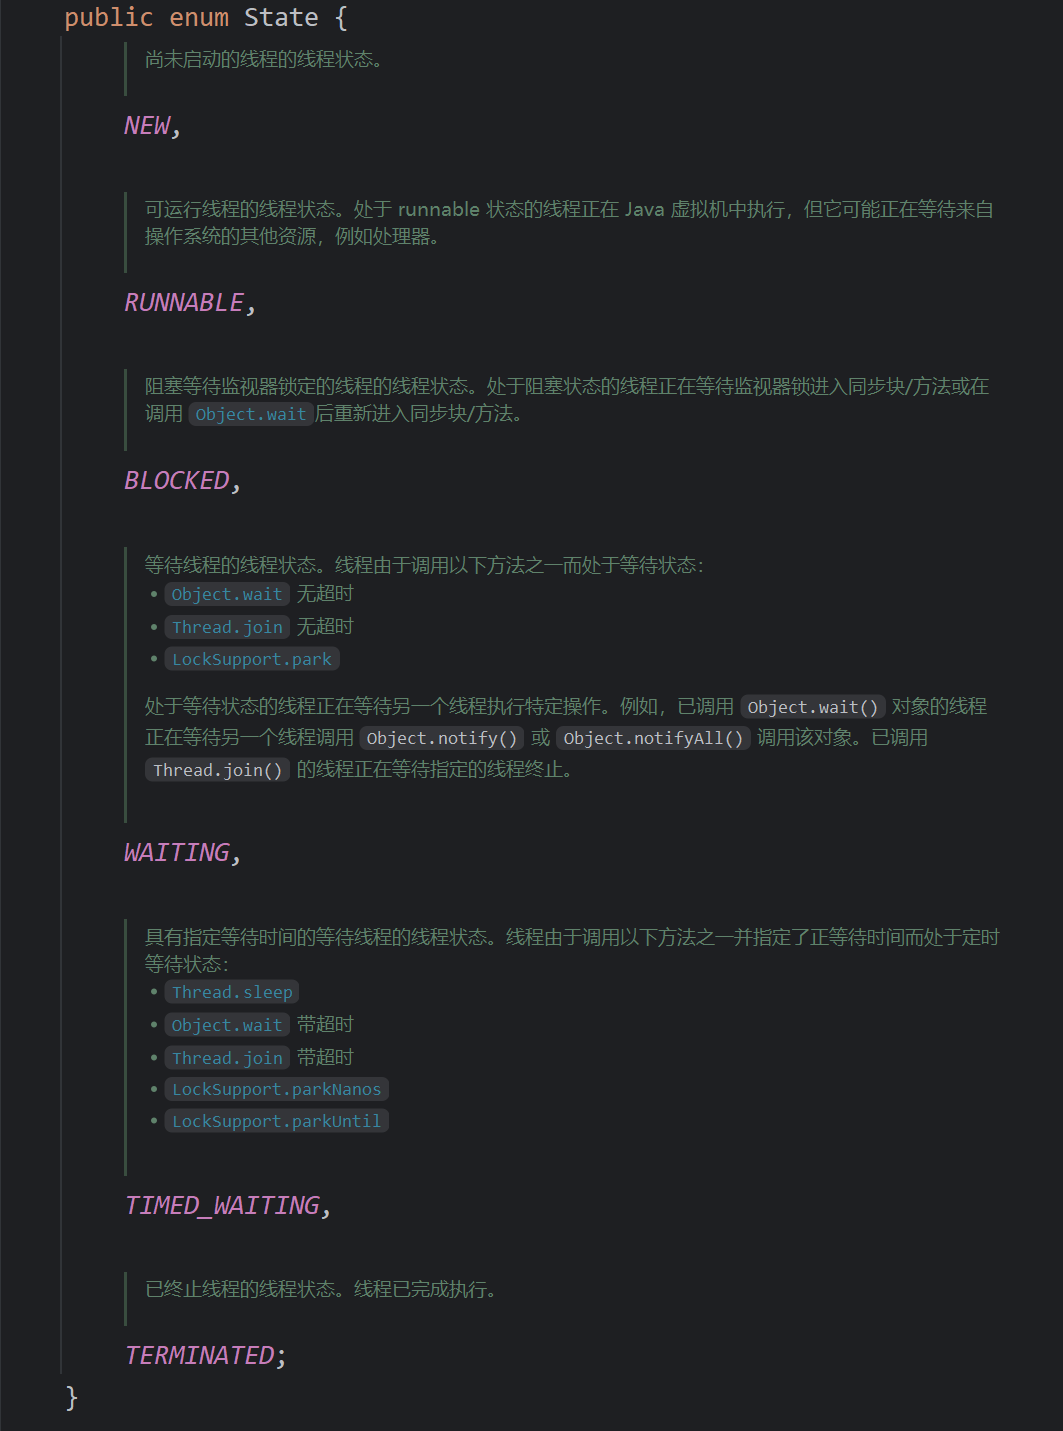 public enum State {
尚未启动的线程的线程状态。
NEW,
可运行线程的线程状态。处于 runnable 状态的线程正在 Java 虚拟机中执行，但它可能正在等待来自
操作系统的其他资源，例如处理器。
RUNNABLE,
阻塞等待监视器锁定的线程的线程状态。处于阻塞状态的线程正在等待监视器锁进入同步块/方法或在
调用 Object.wait后重新进入同步块/方法。
BLOCKED,
等待线程的线程状态。线程由于调用以下方法之一而处于等待状态：
• Object.wait 无超时
• Thread.join 无超时
• LockSupport.park
处于等待状态的线程正在等待另一个线程执行特定操作。例如，已调用 Object.wait() 对象的线程
正在等待另一个线程调用 Object.notify() 或 Object.notifyAll() 调用该对象。已调用
Thread.join() 的线程正在等待指定的线程终止。
WAITING,
具有指定等待时间的等待线程的线程状态。线程由于调用以下方法之一并指定了正等待时间而处于定时
等待状态：
• Thread.sleep
• Object.wait 带超时
• Thread.join 带超时
• LockSupport.parkNanos
• LockSupport.parkUntil
TIMED_WAITING,
已终止线程的线程状态。线程已完成执行。
TERMINATED;
}